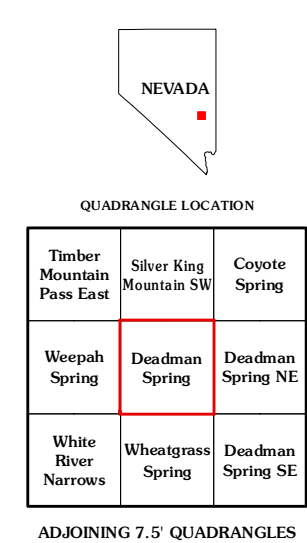 NEVADA
QUADRANGLE LOCATION
Timber
Mountain
Pass East
Silver King
Mountain SW
Coyote
Spring
Weepah
Spring
Deadman
Spring
Deadman
Spring NE
White
River
Narrows
Wheatgrass
Spring
Deadman
Spring SE
ADJOINING 7.5' QUADRANGLES